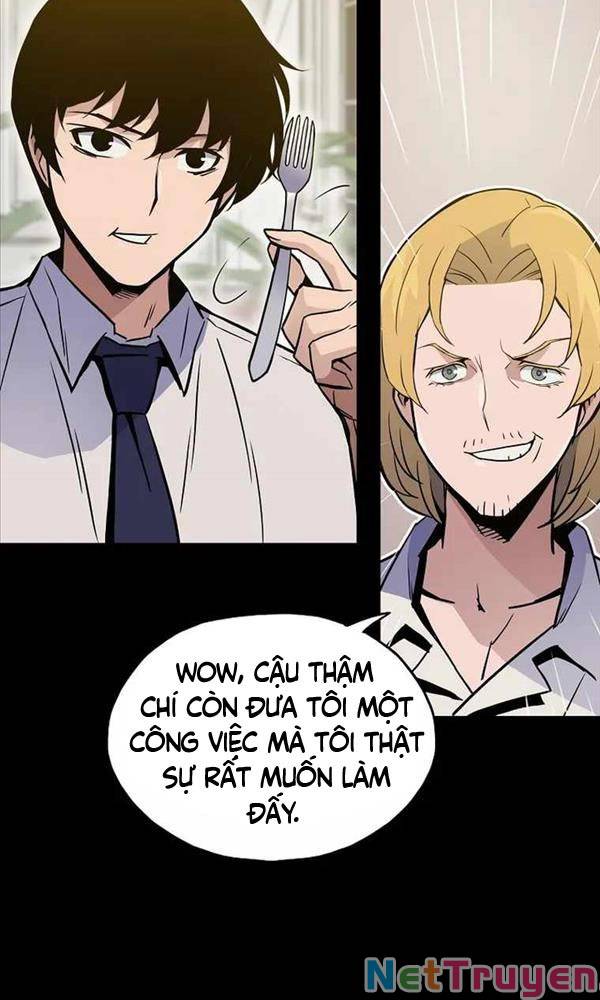 WOW, CẬU THẬM
CHÍ CÒN ĐƯA TÔI MỘT
CÔNG VIỆC MÀ TÔI THẬT
SỰ RẤT MUỐN LÀM
ĐẤY.
NetTruyen